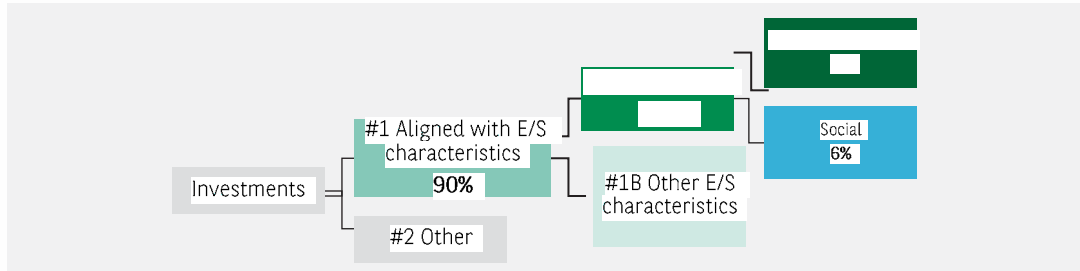 Investments
#1 Aligned with E/S
characteristics
90%
#2 Other
#1B Other E/S
characteristics
Social
6%